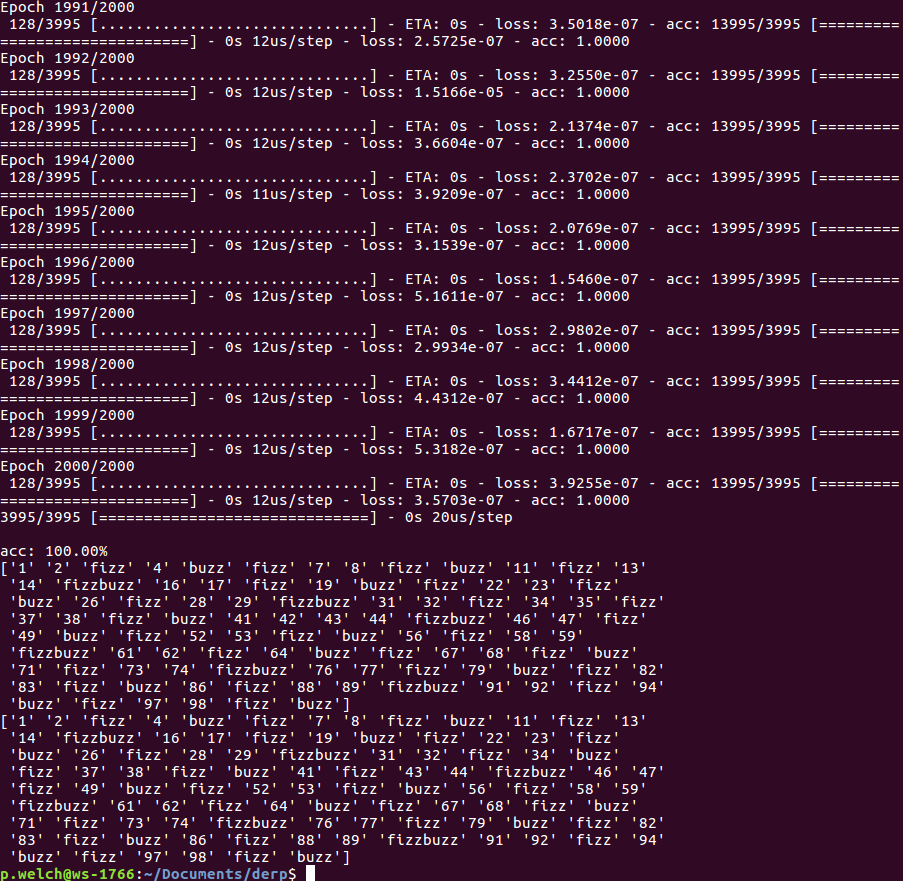 Epoch 1991/2000
 128/3995 [..............................] - ETA: 0s - loss: 3.5018e-07 - acc: 13995/3995 [=========
=====================] - 0s 12us/step - loss: 2.5725e-07 - acc: 1.0000
Epoch 1992/2000
 128/3995 [..............................] - ETA: 0s - loss: 3.2550e-07 - acc: 13995/3995 [=========
=====================] - 0s 12us/step - loss: 1.5166e-05 - acc: 1.0000
Epoch 1993/2000
 128/3995 [..............................] - ETA: 0s - loss: 2.1374e-07 - acc: 13995/3995 [=========
=====================] - 0s 12us/step - loss: 3.6604e-07 - acc: 1.0000
Epoch 1994/2000
 128/3995 [..............................] - ETA: 0s - loss: 2.3702e-07 - acc: 13995/3995 [=========
=====================] - 0s 11us/step - loss: 3.9209e-07 - acc: 1.0000
Epoch 1995/2000
 128/3995 [..............................] - ETA: 0s - loss: 2.0769e-07 - acc: 13995/3995 [=========
=====================] - 0s 12us/step - loss: 3.1539e-07 - acc: 1.0000
Epoch 1996/2000
 128/3995 [..............................] - ETA: 0s - loss: 1.5460e-07 - acc: 13995/3995 [=========
=====================] - 0s 12us/step - loss: 5.1611e-07 - acc: 1.0000
Epoch 1997/2000
 128/3995 [..............................] - ETA: 0s - loss: 2.9802e-07 - acc: 13995/3995 [=========
=====================] - 0s 12us/step - loss: 2.9934e-07 - acc: 1.0000
Epoch 1998/2000
 128/3995 [..............................] - ETA: 0s - loss: 3.4412e-07 - acc: 13995/3995 [=========
=====================] - 0s 12us/step - loss: 4.4312e-07 - acc: 1.0000
Epoch 1999/2000
 128/3995 [..............................] - ETA: 0s - loss: 1.6717e-07 - acc: 13995/3995 [=========
=====================] - 0s 12us/step - loss: 5.3182e-07 - acc: 1.0000
Epoch 2000/2000
 128/3995 [..............................] - ETA: 0s - loss: 3.9255e-07 - acc: 13995/3995 [=========
=====================] - 0s 12us/step - loss: 3.5703e-07 - acc: 1.0000
3995/3995 [==============================] - 0s 20us/step

acc: 100.00%
['1' '2' 'fizz' '4' 'buzz' 'fizz' '7' '8' 'fizz' 'buzz' '11' 'fizz' '13'
 '14' 'fizzbuzz' '16' '17' 'fizz' '19' 'buzz' 'fizz' '22' '23' 'fizz'
 'buzz' '26' 'fizz' '28' '29' 'fizzbuzz' '31' '32' 'fizz' '34' '35' 'fizz'
 '37' '38' 'fizz' 'buzz' '41' '42' '43' '44' 'fizzbuzz' '46' '47' 'fizz'
 '49' 'buzz' 'fizz' '52' '53' 'fizz' 'buzz' '56' 'fizz' '58' '59'
 'fizzbuzz' '61' '62' 'fizz' '64' 'buzz' 'fizz' '67' '68' 'fizz' 'buzz'
 '71' 'fizz' '73' '74' 'fizzbuzz' '76' '77' 'fizz' '79' 'buzz' 'fizz' '82'
 '83' 'fizz' 'buzz' '86' 'fizz' '88' '89' 'fizzbuzz' '91' '92' 'fizz' '94'
 'buzz' 'fizz' '97' '98' 'fizz' 'buzz']
['1' '2' 'fizz' '4' 'buzz' 'fizz' '7' '8' 'fizz' 'buzz' '11' 'fizz' '13'
 '14' 'fizzbuzz' '16' '17' 'fizz' '19' 'buzz' 'fizz' '22' '23' 'fizz'
 'buzz' '26' 'fizz' '28' '29' 'fizzbuzz' '31' '32' 'fizz' '34' 'buzz'
 'fizz' '37' '38' 'fizz' 'buzz' '41' 'fizz' '43' '44' 'fizzbuzz' '46' '47'
 'fizz' '49' 'buzz' 'fizz' '52' '53' 'fizz' 'buzz' '56' 'fizz' '58' '59'
 'fizzbuzz' '61' '62' 'fizz' '64' 'buzz' 'fizz' '67' '68' 'fizz' 'buzz'
 '71' 'fizz' '73' '74' 'fizzbuzz' '76' '77' 'fizz' '79' 'buzz' 'fizz' '82'
 '83' 'fizz' 'buzz' '86' 'fizz' '88' '89' 'fizzbuzz' '91' '92' 'fizz' '94'
 'buzz' 'fizz' '97' '98' 'fizz' 'buzz']
p.welch@ws-1766:~/Documents/derp$